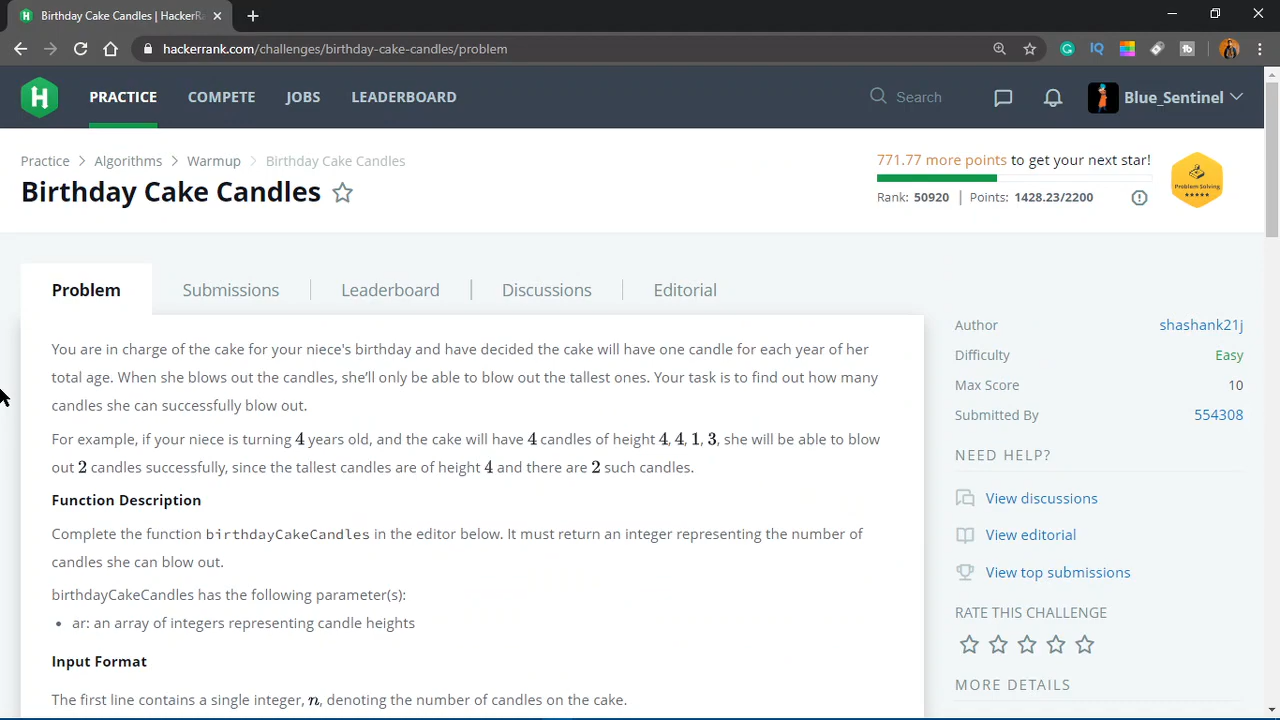 Birthday Cake Candles | HackerRa
hackerrank.com/challenges/birthday-cake-candles/problem
IQ
H
PRACTICE
COMPETE
JOBS
LEADERBOARD
Search
Blue_Sentinel
Practice > Algorithms > Warmup > Birthday Cake Candles
Birthday Cake Candles
771.77 more points to get your next star!
Rank: 50920 | Points: 1428.23/2200
Problem Solving
Problem
Submissions
Leaderboard
Discussions
Editorial
You are in charge of the cake for your niece's birthday and have decided the cake will have one candle for each year of her
total age. When she blows out the candles, she’ll only be able to blow out the tallest ones. Your task is to find out how many
candles she can successfully blow out.
For example, if your niece is turning 4 years old, and the cake will have 4 candles of height 4, 4, 1, 3, she will be able to blow
out 2 candles successfully, since the tallest candles are of height 4 and there are 2 such candles.
Function Description
Complete the function birthdayCakeCandles in the editor below. It must return an integer representing the number of
candles she can blow out.
birthdayCakeCandles has the following parameter(s):
• ar: an array of integers representing candle heights
Input Format
The first line contains a single integer, n, denoting the number of candles on the cake.
Author shashank21j
Difficulty Easy
Max Score 10
Submitted By 554308
NEED HELP?
View discussions
View editorial
View top submissions
RATE THIS CHALLENGE
MORE DETAILS